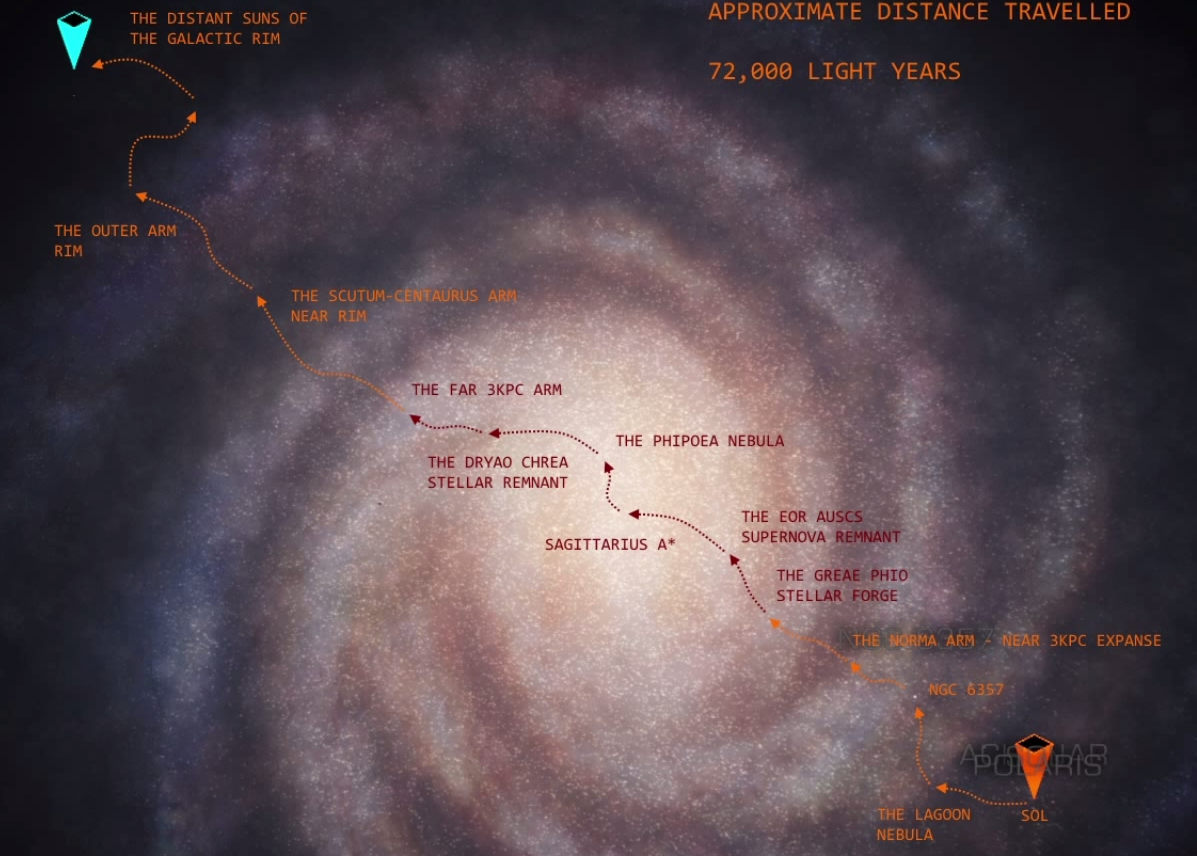 THE DISTANT SUNS OF
THE GALACTIC RIM
APPROXIMATE DISTANCE TRAVELLED
72,000 LIGHT YEARS
THE OUTER ARM
RIM
THE SCUTUM-CENTAURUS ARM
NEAR RIM
THE FAR 3KPC ARM
THE PHIPOEA NEBULA
THE DRYAO CHREA
STELLAR REMNANT
THE EOR AUSCS
SUPERNOVA REMNANT
SAGITTARIUS A*
THE GREAE PHIO
STELLAR FORGE
THE NORMA ARM - NEAR 3KPC EXPANSE
NGC 6357
POLARIS
SOL
THE LAGOON
NEBULA